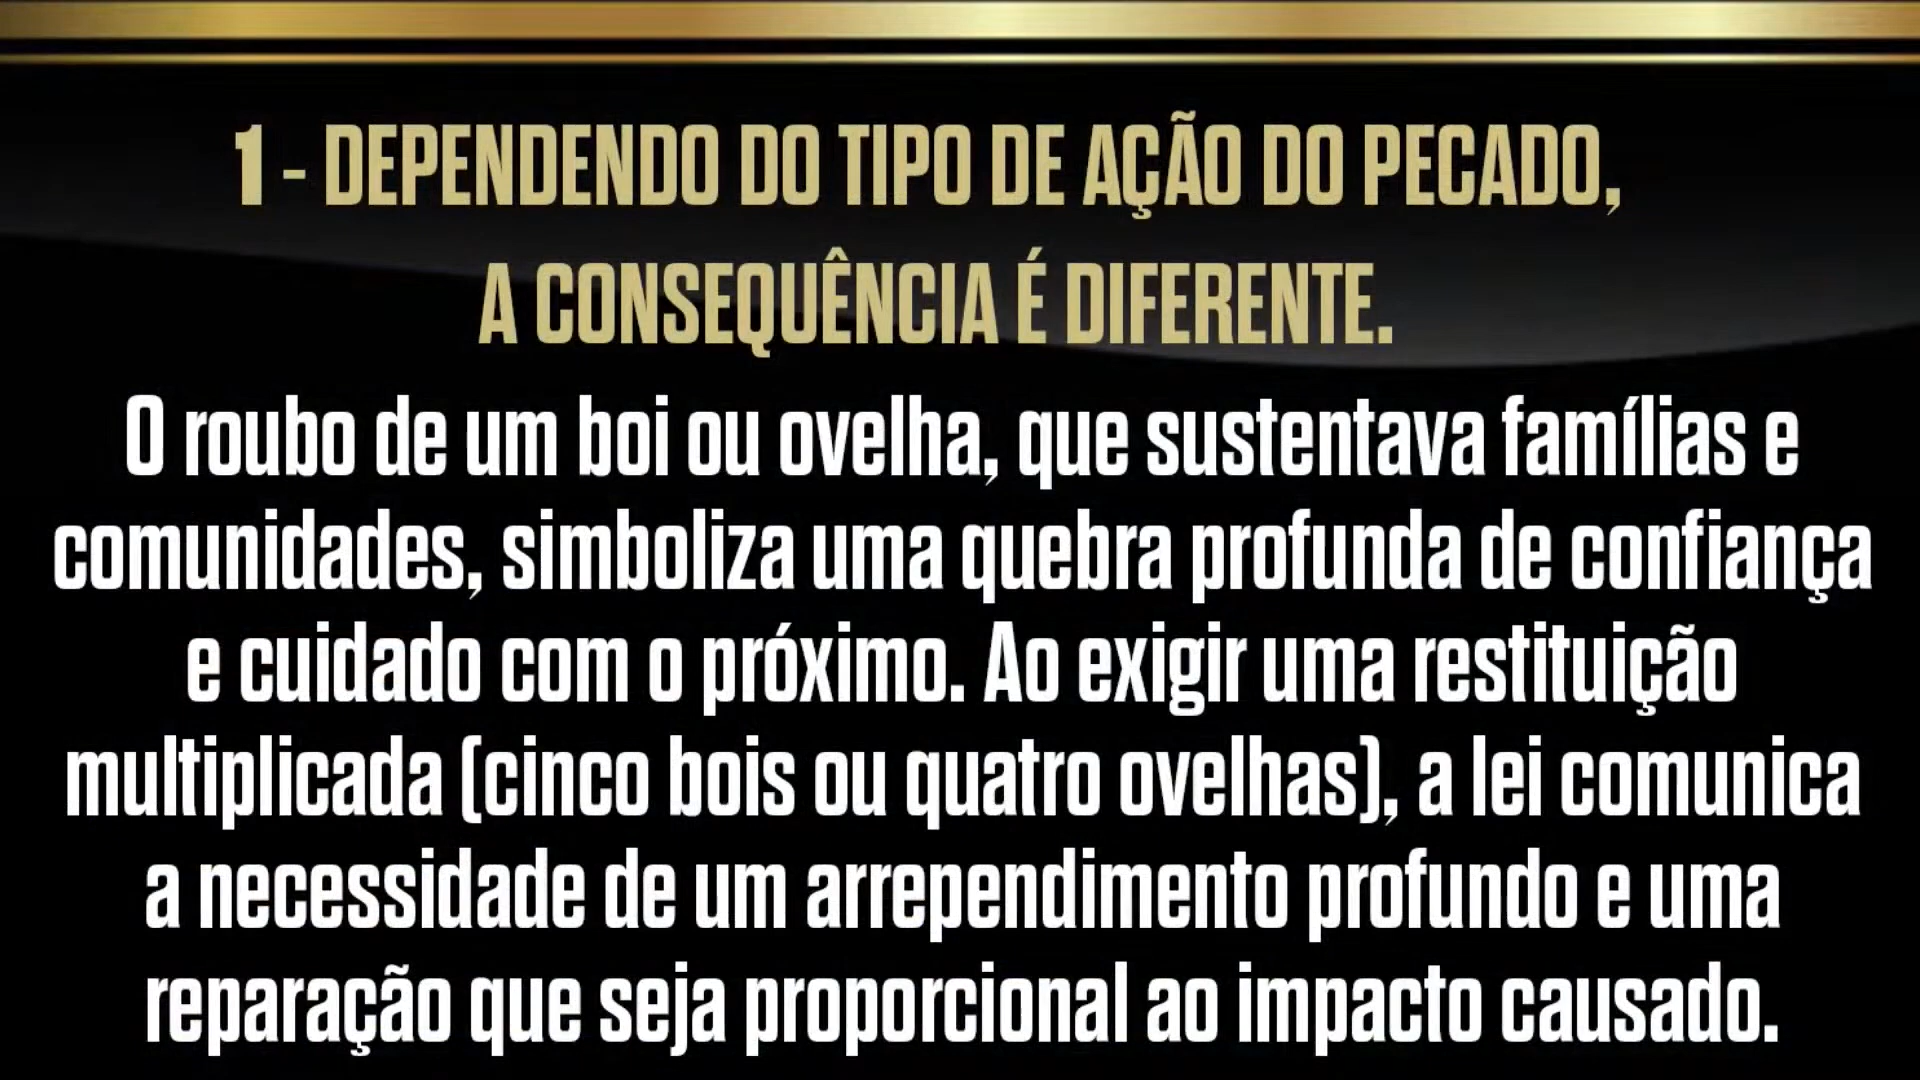 1 - DEPENDENDO DO TIPO DE AÇÃO DO PECADO,
A CONSEQUÊNCIA É DIFERENTE.
O roubo de um boi ou ovelha, que sustentava famílias e
comunidades, simboliza uma quebra profunda de confiança
e cuidado com o próximo. Ao exigir uma restituição
multiplicada (cinco bois ou quatro ovelhas), a lei comunica
a necessidade de um arrependimento profundo e uma
reparação que seja proporcional ao impacto causado.